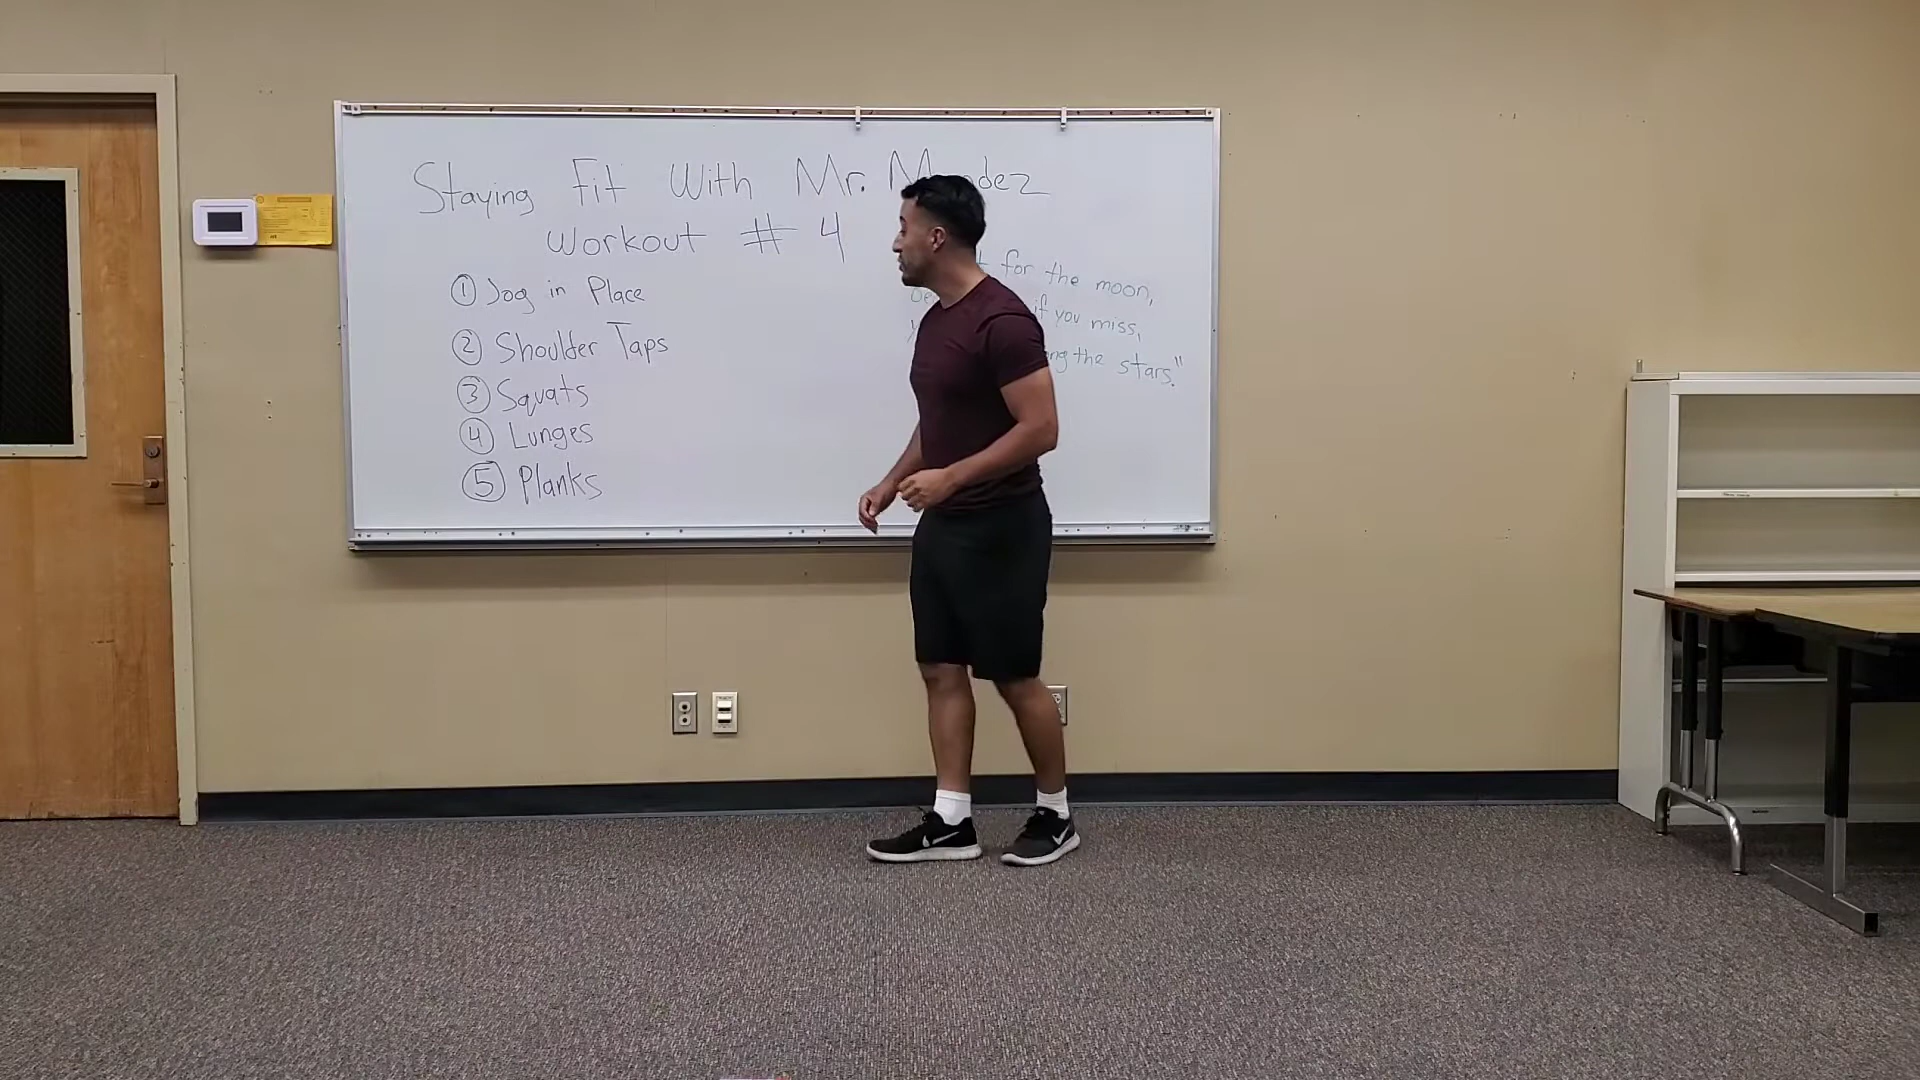 Staying Fit With Mr. Mendez
Workout # 4
① Jog in Place
② Shoulder Taps
③ Squats
④ Lunges
⑤ Planks
for the moon,
if you miss,
the stars."